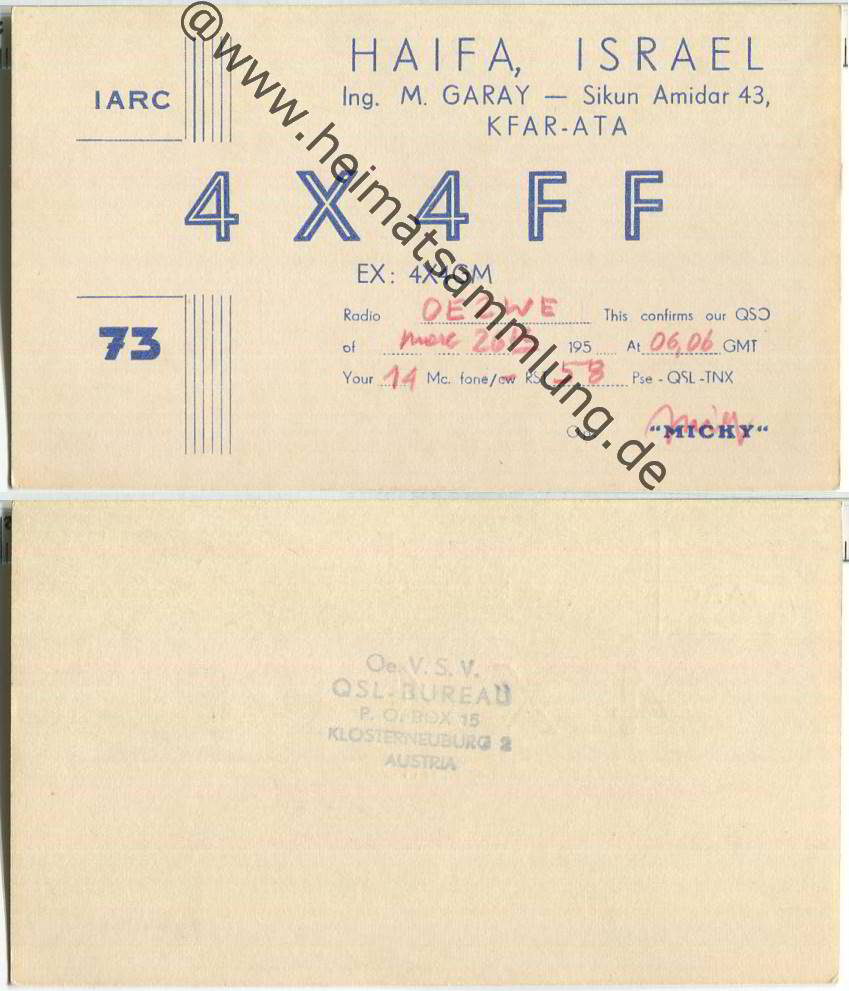 HAIFA, ISRAEL
IARC
Ing. M. GARAY — Sikun Amidar 43,
KFAR-ATA
4X4FF
EX: 4X4GM
Radio This confirms our QSO
73
of 195 At 06,06 GMT
Your 14 Mc. fone/cw RST 58 Pse - QSL -TNX
"MICKY"
@www.heimatsammlung.de
Oe. V. S. V.
QSL-BUREAU
P. O. BOX 15
KLOSTERNEUBURG 2
AUSTRIA